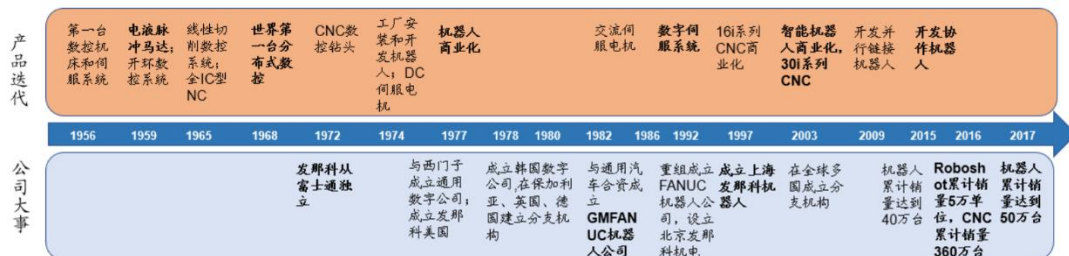 产品迭代
第一台
数控机
床和伺
服系统
电液脉
冲马达；
开环数
控系统
线性切
削数控
系统；
全IC型
NC
世界第
一台分
布式数
控
CNC数
控钻头
工厂安
装和开
发机器
人；DC
伺服电
机
机器人
商业化
交流伺
服电机
数字伺
服系统
16i系列
CNC商
业化
智能机器
人商业化，
30i系列
CNC
开发并
行链接
机器人
开发协
作机器
人
1956
1959
1965
1968
1972
1974
1977
1978
1980
1982
1986
1992
1997
2003
2009
2015
2016
2017
公司大事
发那科从
富士通独
立
与西门子
成立通用
数字公司；
成立发那
科美国
成立韩国数字
公司，在保加利
亚、英国、德
国建立分支机
构
与通用汽
车合资成
立
GMFAN
UC机器
人公司
重组成立
FANUC
机器人公
司，设立
北京发那
科机电
成立上海
发那科机
器人
在全球多
国成立分
支机构
机器人
累计销
量达到
40万台
Robosh
ot累计销
量5万单
位，CNC
累计销量
360万台
机器人
累计销
量达到
50万台